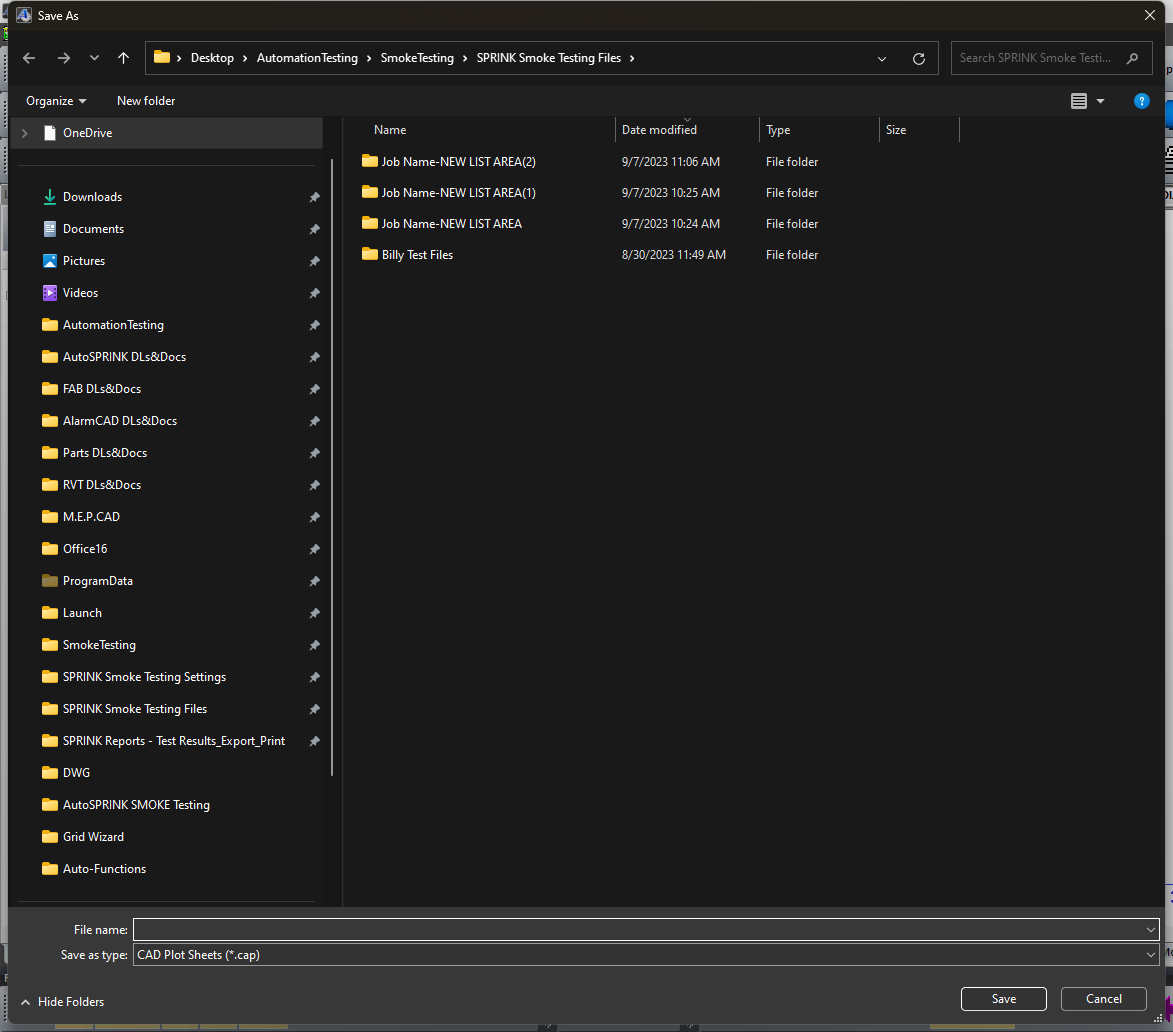 Save As
Desktop > AutomationTesting > SmokeTesting > SPRINK Smoke Testing Files >
Search SPRINK Smoke Testi...
Organize New folder
?
OneDrive
Downloads
Documents
Pictures
Videos
AutomationTesting
AutoSPRINK DLs&Docs
FAB DLs&Docs
AlarmCAD DLs&Docs
Parts DLs&Docs
RVT DLs&Docs
M.E.P.CAD
Office16
ProgramData
Launch
SmokeTesting
SPRINK Smoke Testing Settings
SPRINK Smoke Testing Files
SPRINK Reports - Test Results_Export_Print
DWG
AutoSPRINK SMOKE Testing
Grid Wizard
Auto-Functions
Name Date modified Type Size
Job Name-NEW LIST AREA(2) 9/7/2023 11:06 AM File folder
Job Name-NEW LIST AREA(1) 9/7/2023 10:25 AM File folder
Job Name-NEW LIST AREA 9/7/2023 10:24 AM File folder
Billy Test Files 8/30/2023 11:49 AM File folder
File name:
Save as type: CAD Plot Sheets (*.cap)
Hide Folders
Save Cancel